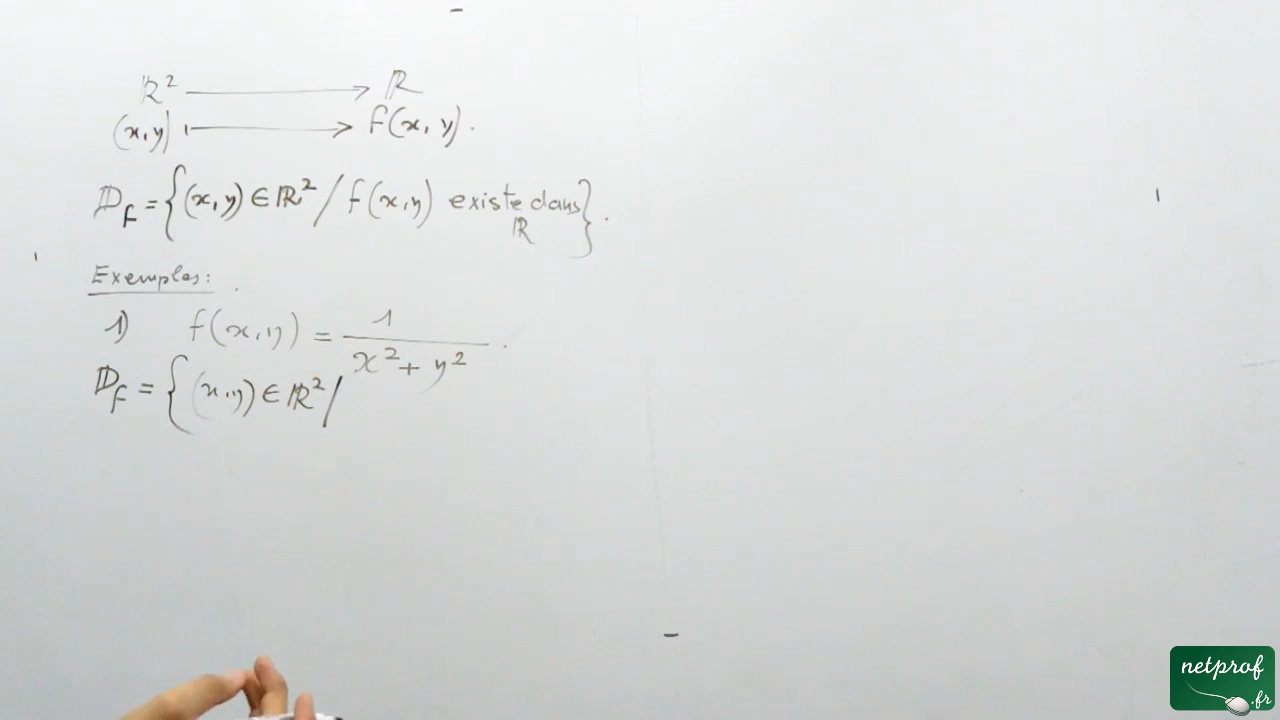 ℝ² ⟶ ℝ
(x,y) ⟼ f(x,y).
𝔻f = {(x,y) ∈ ℝ² / f(x,y) existe dans ℝ}.
Exemples:
1) f(x,y) = 1 / (x² + y²).
𝔻f = {(x,y) ∈ ℝ² /
netprof
.fr